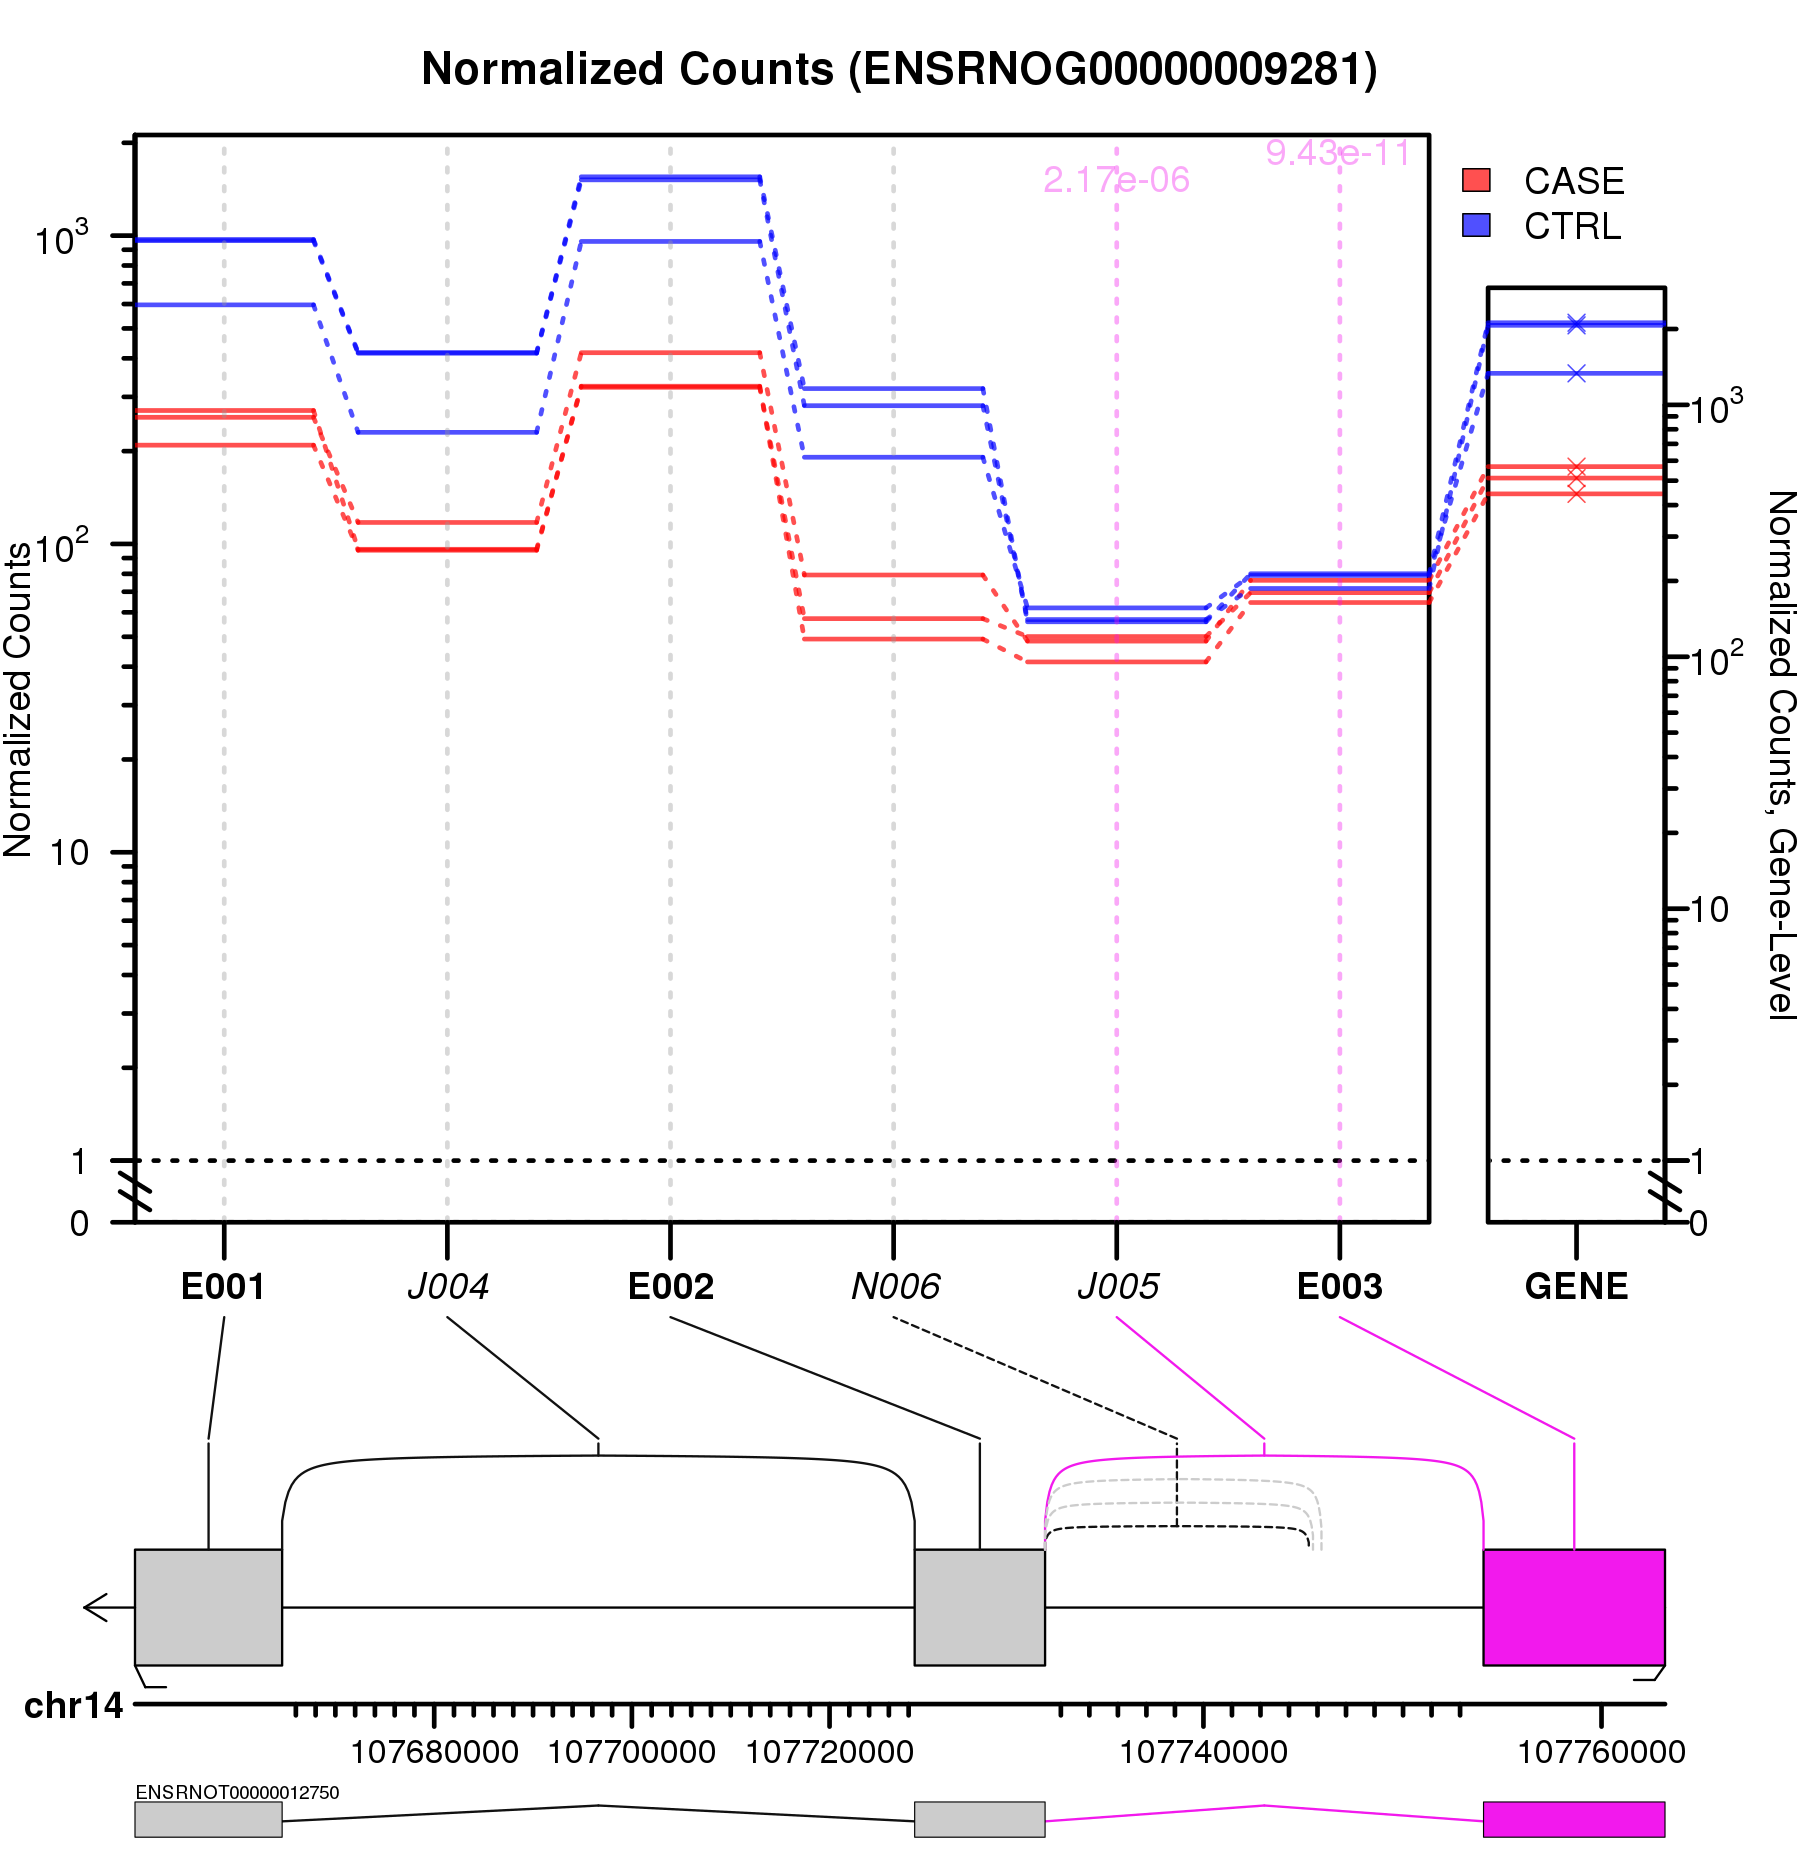 Normalized Counts (ENSRNOG00000009281)
9.43e-11
2.17e-06
CASE
CTRL
Normalized Counts
10³
10²
10
1
0
10³
10²
10
1
0
Normalized Counts, Gene-Level
E001 J004 E002 N006 J005 E003 GENE
chr14
107680000 107700000 107720000 107740000 107760000
ENSRNOT00000012750